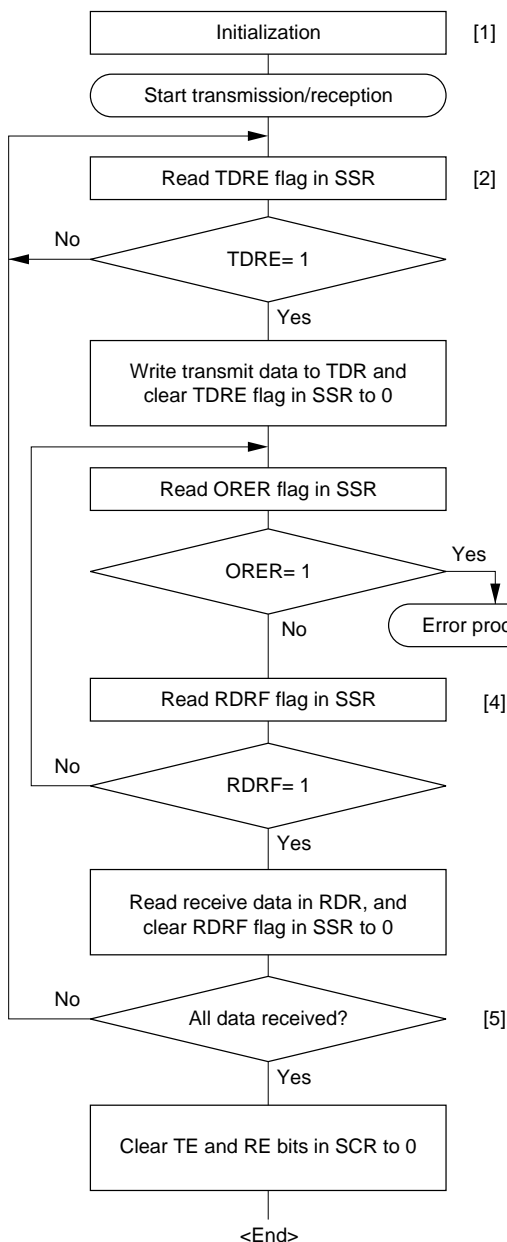 Initialization [1]
Start transmission/reception
Read TDRE flag in SSR [2]
No
TDRE= 1
Yes
Write transmit data to TDR and
clear TDRE flag in SSR to 0
Read ORER flag in SSR
Yes
ORER= 1
No
Error proc
Read RDRF flag in SSR [4]
No
RDRF= 1
Yes
Read receive data in RDR, and
clear RDRF flag in SSR to 0
No
All data received? [5]
Yes
Clear TE and RE bits in SCR to 0
<End>